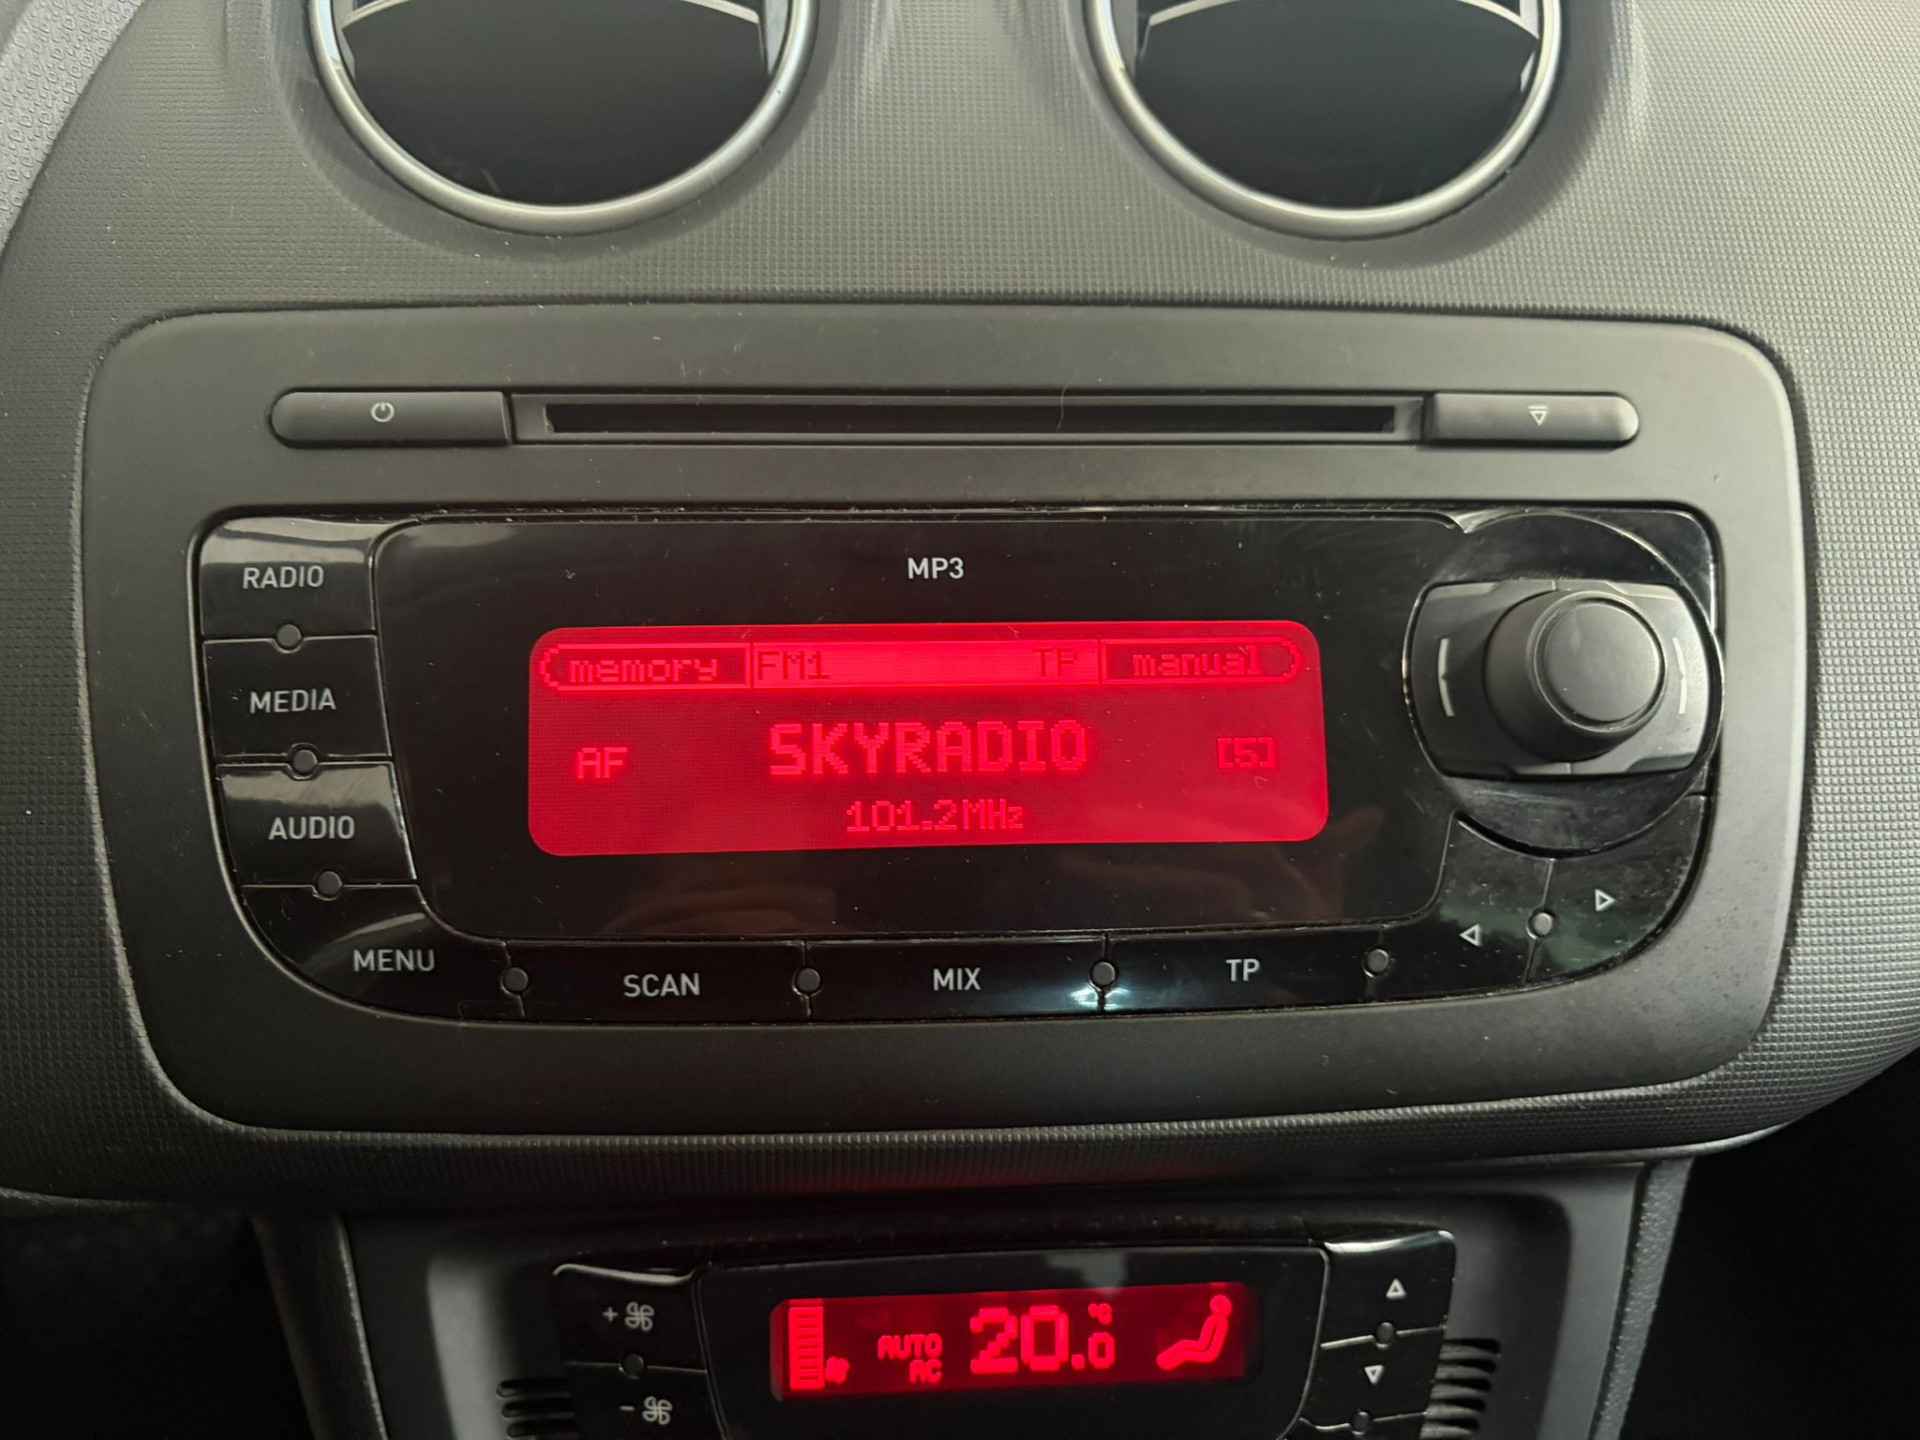 MP3
RADIO
memory FM1 TP manual
MEDIA
AF SKYRADIO [5]
101.2MHz
AUDIO
MENU SCAN MIX TP
+
AUTO 20.0 °C
AC
-